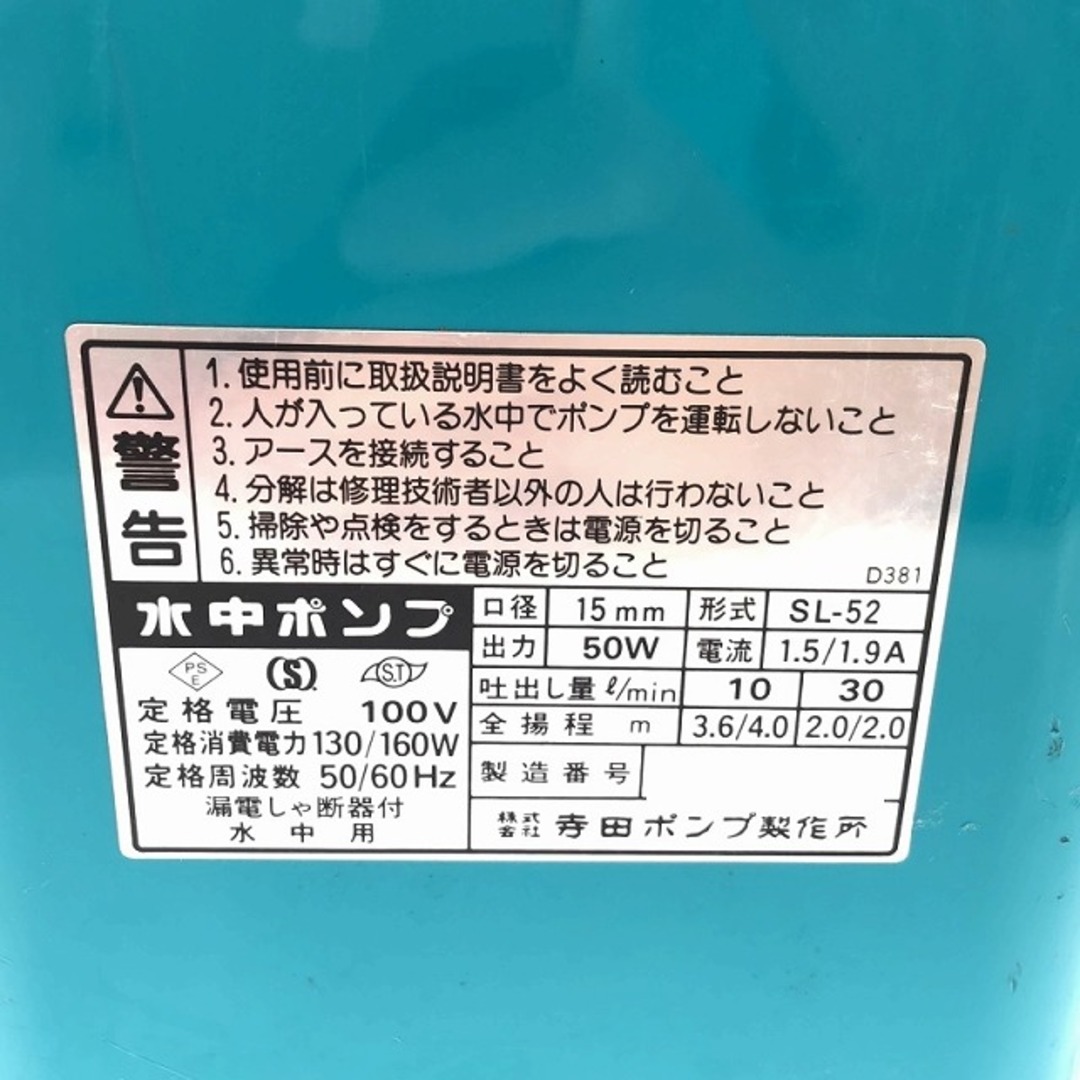 警告
1. 使用前に取扱説明書をよく読むこと
2. 人が入っている水中でポンプを運転しないこと
3. アースを接続すること
4. 分解は修理技術者以外の人は行わないこと
5. 掃除や点検をするときは電源を切ること
6. 異常時はすぐに電源を切ること
D381
水中ポンプ
PS E S S.T
定格電圧 100V
定格消費電力 130/160W
定格周波数 50/60Hz
漏電しゃ断器付
水中用
口径 15mm 形式 SL-52
出力 50W 電流 1.5/1.9A
吐出し量 ℓ/min 10 30
全揚程 m 3.6/4.0 2.0/2.0
製造番号
株式会社 寺田ポンプ製作所